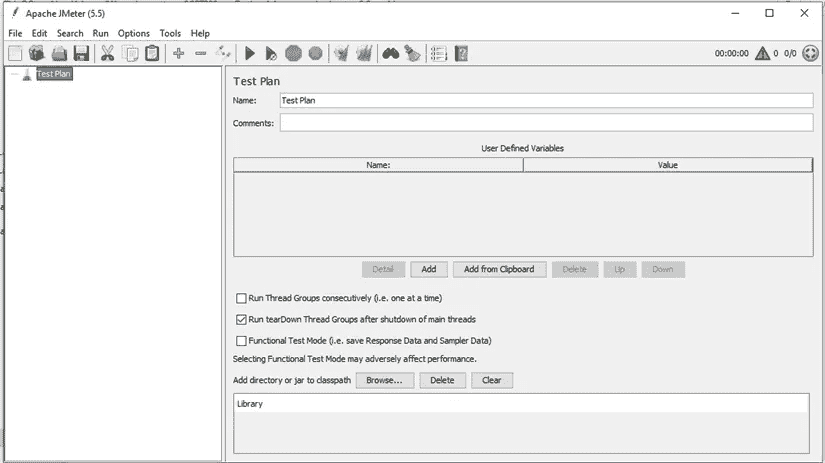 Apache JMeter (5.5)
File Edit Search Run Options Tools Help
00:00:00 0 0/0
Test Plan
Test Plan
Name: Test Plan
Comments:
User Defined Variables
Name: Value
Detail Add Add from Clipboard Delete Up Down
Run Thread Groups consecutively (i.e. one at a time)
Run tearDown Thread Groups after shutdown of main threads
Functional Test Mode (i.e. save Response Data and Sampler Data)
Selecting Functional Test Mode may adversely affect performance.
Add directory or jar to classpath Browse... Delete Clear
Library